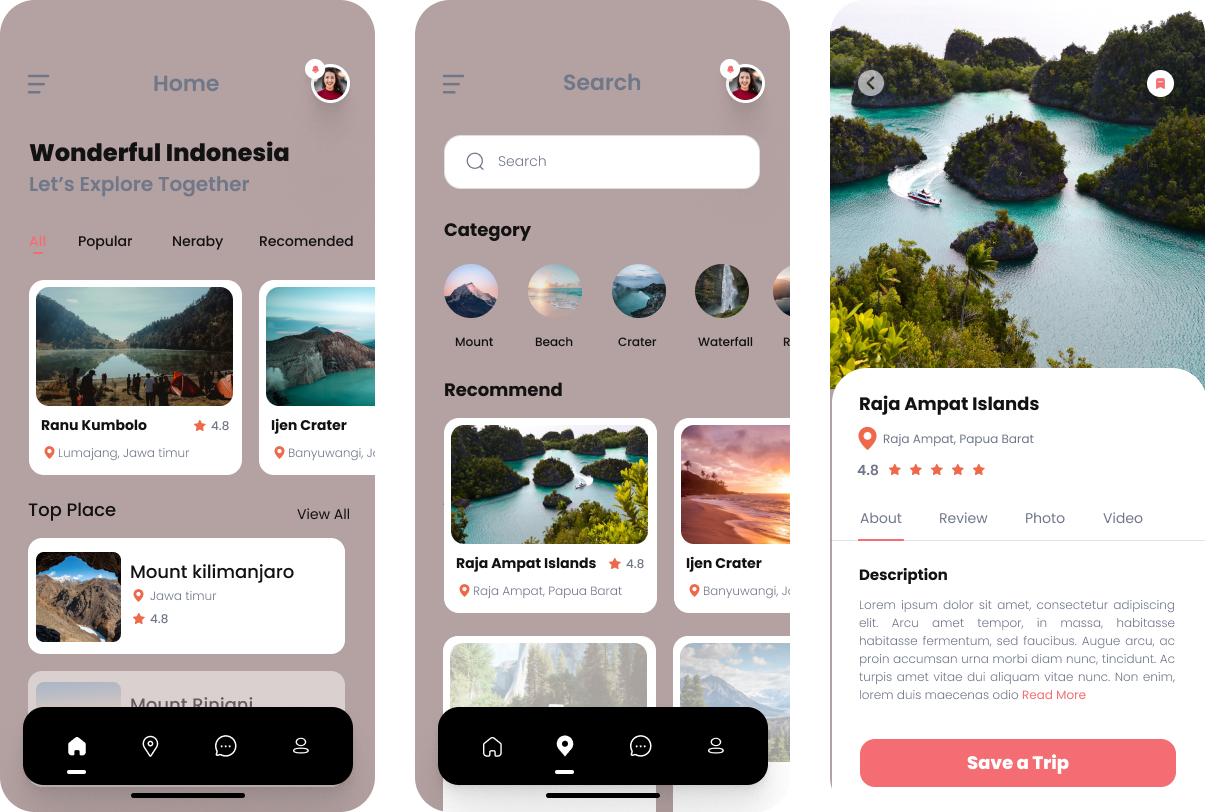 Home
Wonderful Indonesia
Let's Explore Together
All Popular Neraby Recomended
Ranu Kumbolo 4.8
Lumajang, Jawa timur
Ijen Crater
Banyuwangi,
Top Place
View All
Mount kilimanjaro
Jawa timur
4.8
Mount Rinjani
Search
Search
Category
Mount Beach Crater Waterfall
Recommend
Raja Ampat Islands 4.8
Raja Ampat, Papua Barat
Ijen Crater
Banyuwangi,
Raja Ampat Islands
Raja Ampat, Papua Barat
4.8
About Review Photo Video
Description
Lorem ipsum dolor sit amet, consectetur adipiscing
elit. Arcu amet tempor, in massa, habitasse
habitasse fermentum, sed faucibus. Augue arcu, ac
proin accumsan urna morbi diam nunc, tincidunt. Ac
turpis amet vitae dui aliquam vitae nunc. Non enim,
lorem duis maecenas odio Read More
Save a Trip